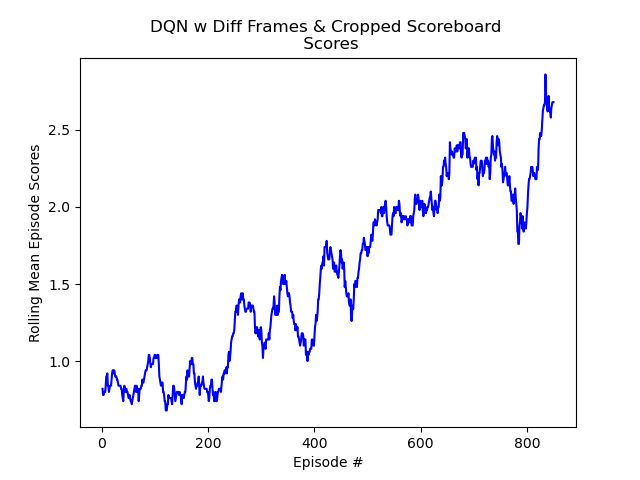 DQN w Diff Frames & Cropped Scoreboard
Scores
Rolling Mean Episode Scores
2.5
2.0
1.5
1.0
0
200
400
600
800
Episode #